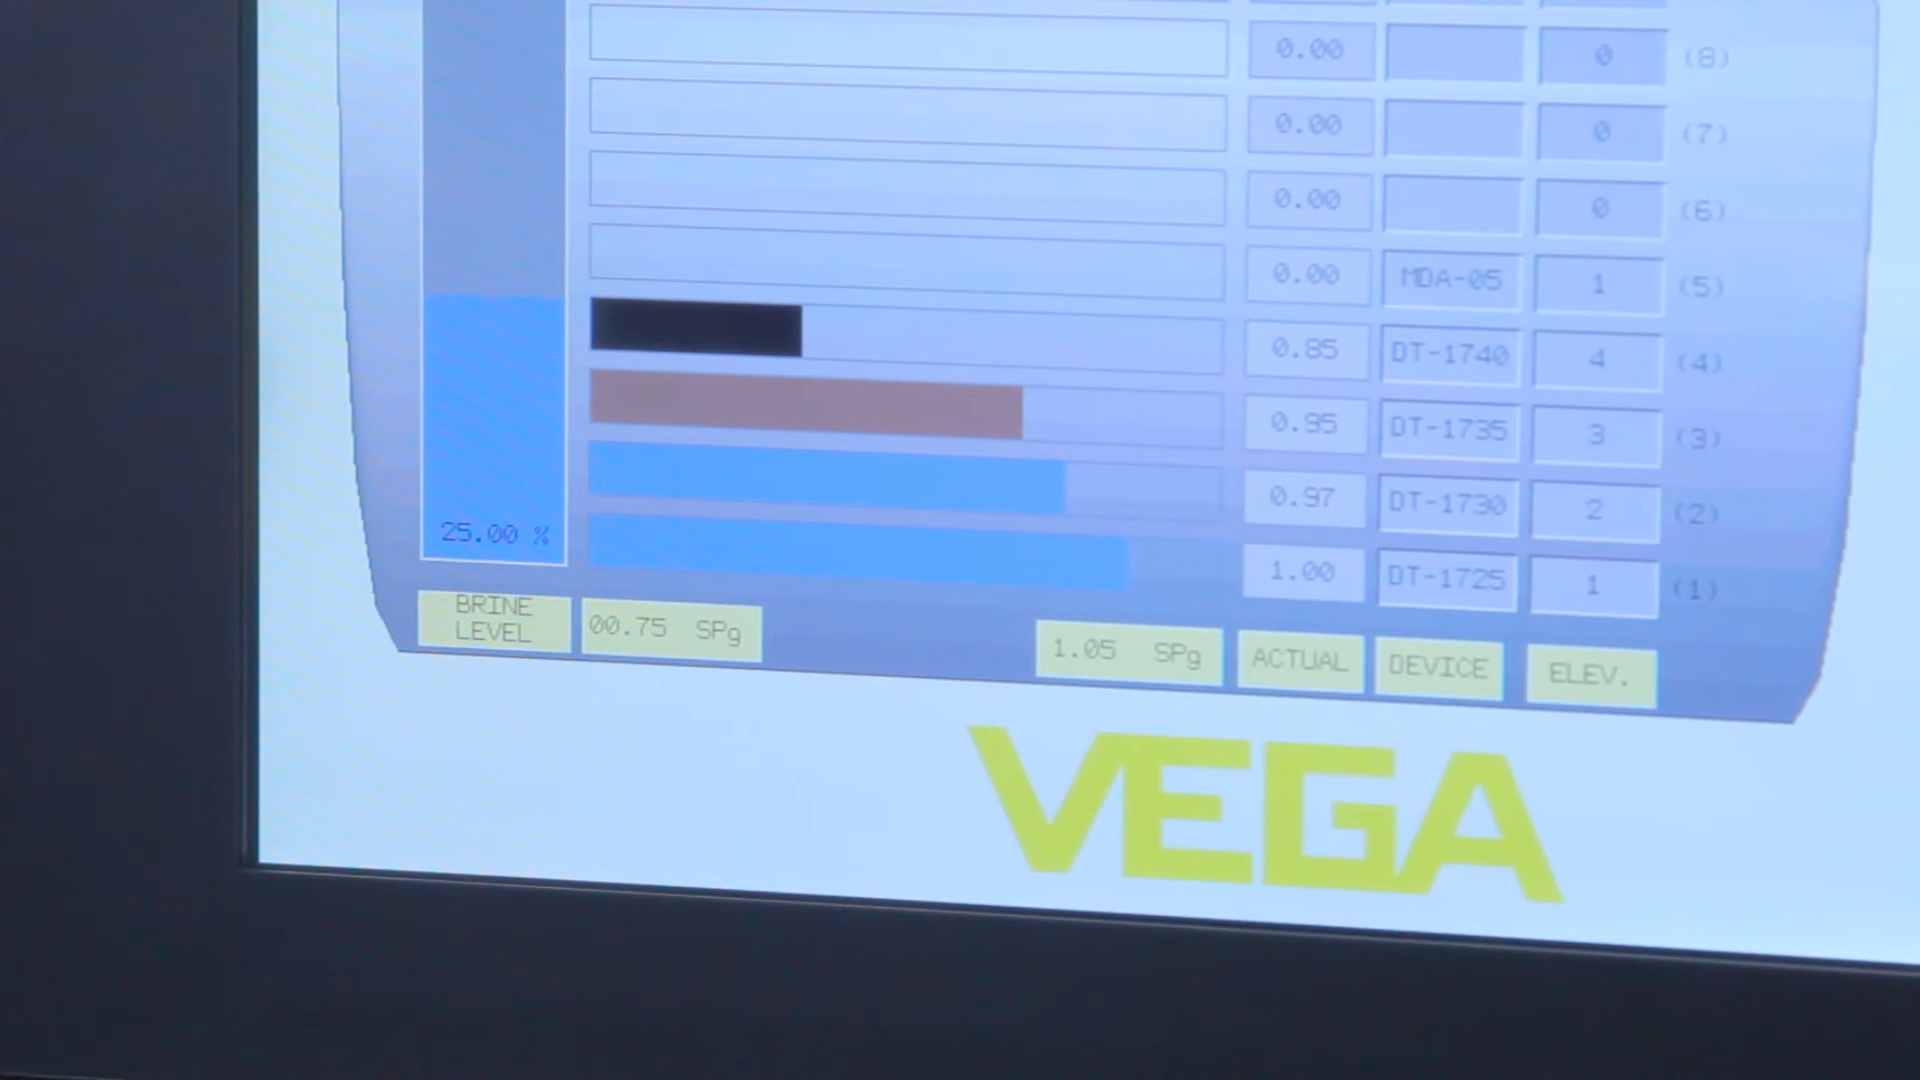 0.00 0 (8)
0.00 0 (7)
0.00 0 (6)
0.00 MDA-05 1 (5)
0.85 DT-1740 4 (4)
0.95 DT-1735 3 (3)
0.97 DT-1730 2 (2)
25.00 % 1.00 DT-1725 1 (1)
BRINE
LEVEL
00.75 SPg 1.05 SPg ACTUAL DEVICE ELEV.
VEGA